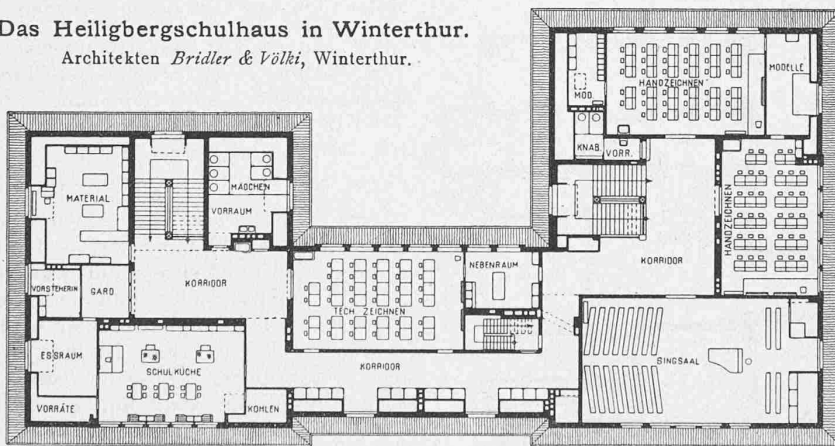 Das Heiligbergschulhaus in Winterthur.
Architekten Bridler & Völki, Winterthur.
MOD.
HANDZEICHNEN
MODELLE
KNAB.
VORR.
HANDZEICHNEN
KORRIDOR
MATERIAL
MÄDCHEN
VORRAUM
VORSTEHERIN
GARD.
KORRIDOR
TECH. ZEICHNEN
NEBENRAUM
ESSRAUM
SCHULKÜCHE
KORRIDOR
SINGSAAL
VORRÄTE
KOHLEN